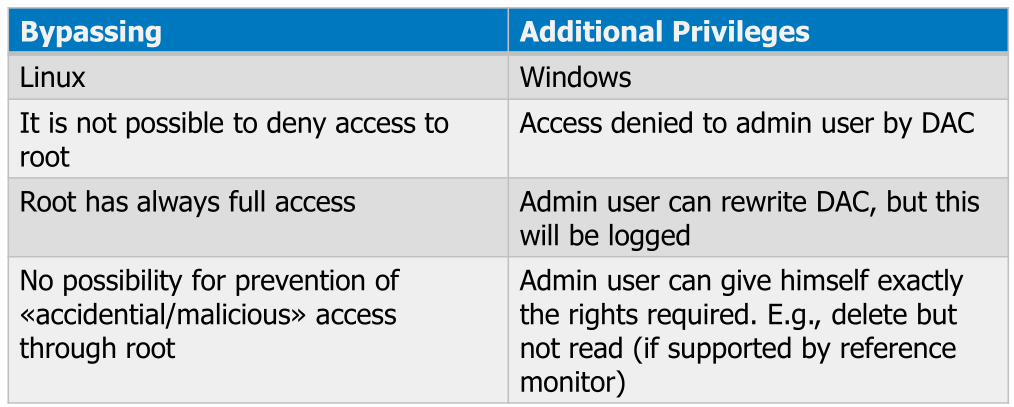 Bypassing
Additional Privileges
Linux
Windows
It is not possible to deny access to
root
Access denied to admin user by DAC
Root has always full access
Admin user can rewrite DAC, but this
will be logged
No possibility for prevention of
«accidential/malicious» access
through root
Admin user can give himself exactly
the rights required. E.g., delete but
not read (if supported by reference
monitor)